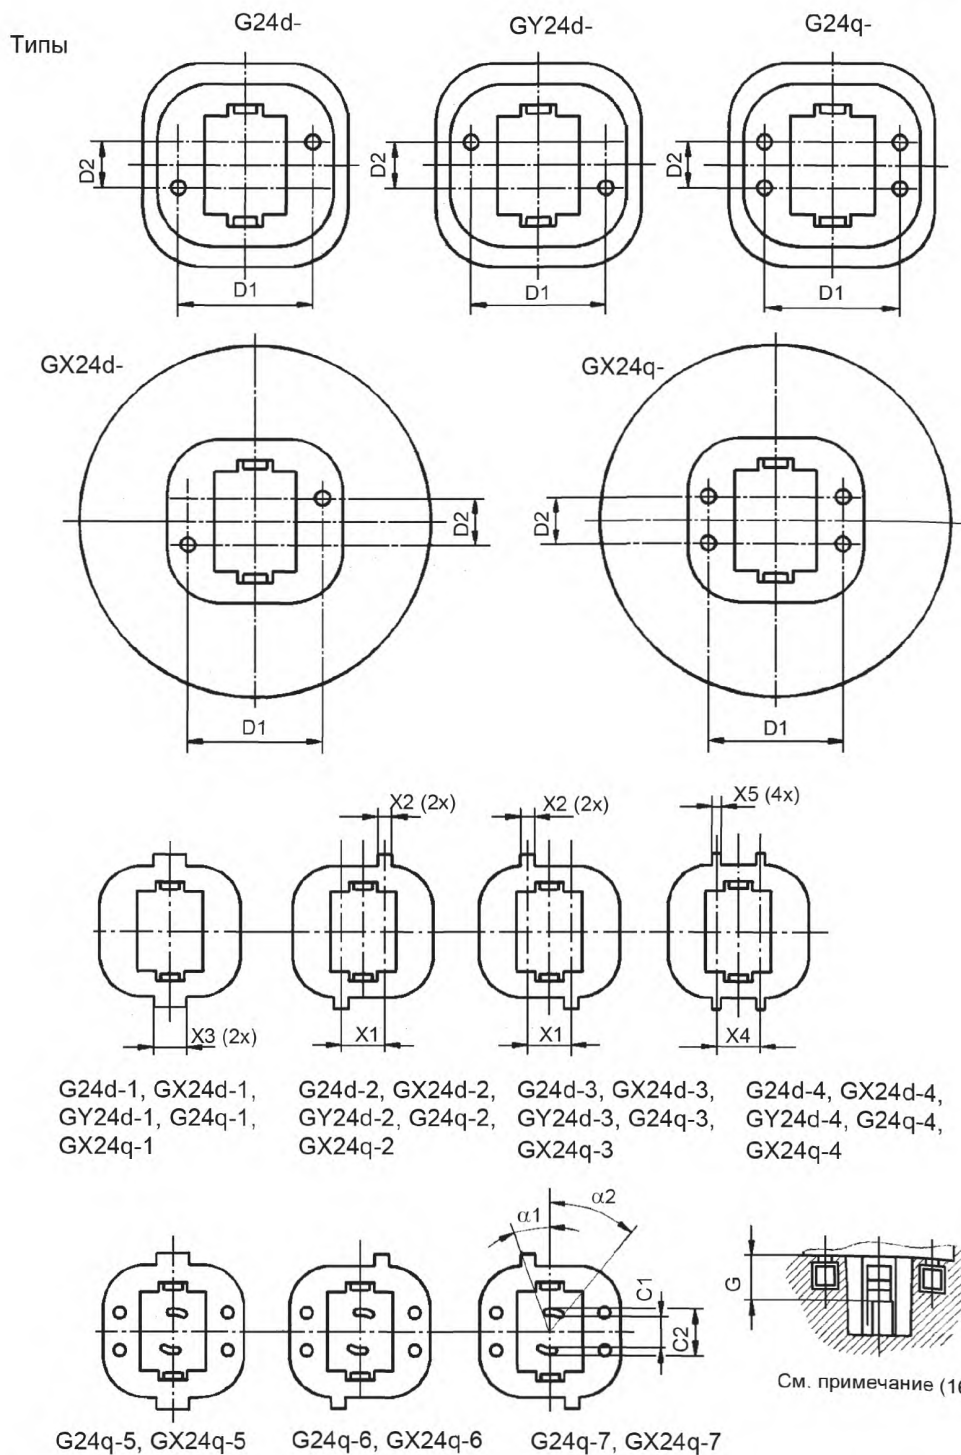 Типы
G24d-
GY24d-
G24q-
D2
D2
D2
D1
D1
D1
GX24d-
GX24q-
D2
D2
D1
D1
X2 (2x)
X2 (2x)
X5 (4x)
X3 (2x)
X1
X1
X4
G24d-1, GX24d-1,
GY24d-1, G24q-1,
GX24q-1
G24d-2, GX24d-2,
GY24d-2, G24q-2,
GX24q-2
G24d-3, GX24d-3,
GY24d-3, G24q-3,
GX24q-3
G24d-4, GX24d-4,
GY24d-4, G24q-4,
GX24q-4
α1
α2
C1
C2
G
См. примечание (16
G24q-5, GX24q-5
G24q-6, GX24q-6
G24q-7, GX24q-7